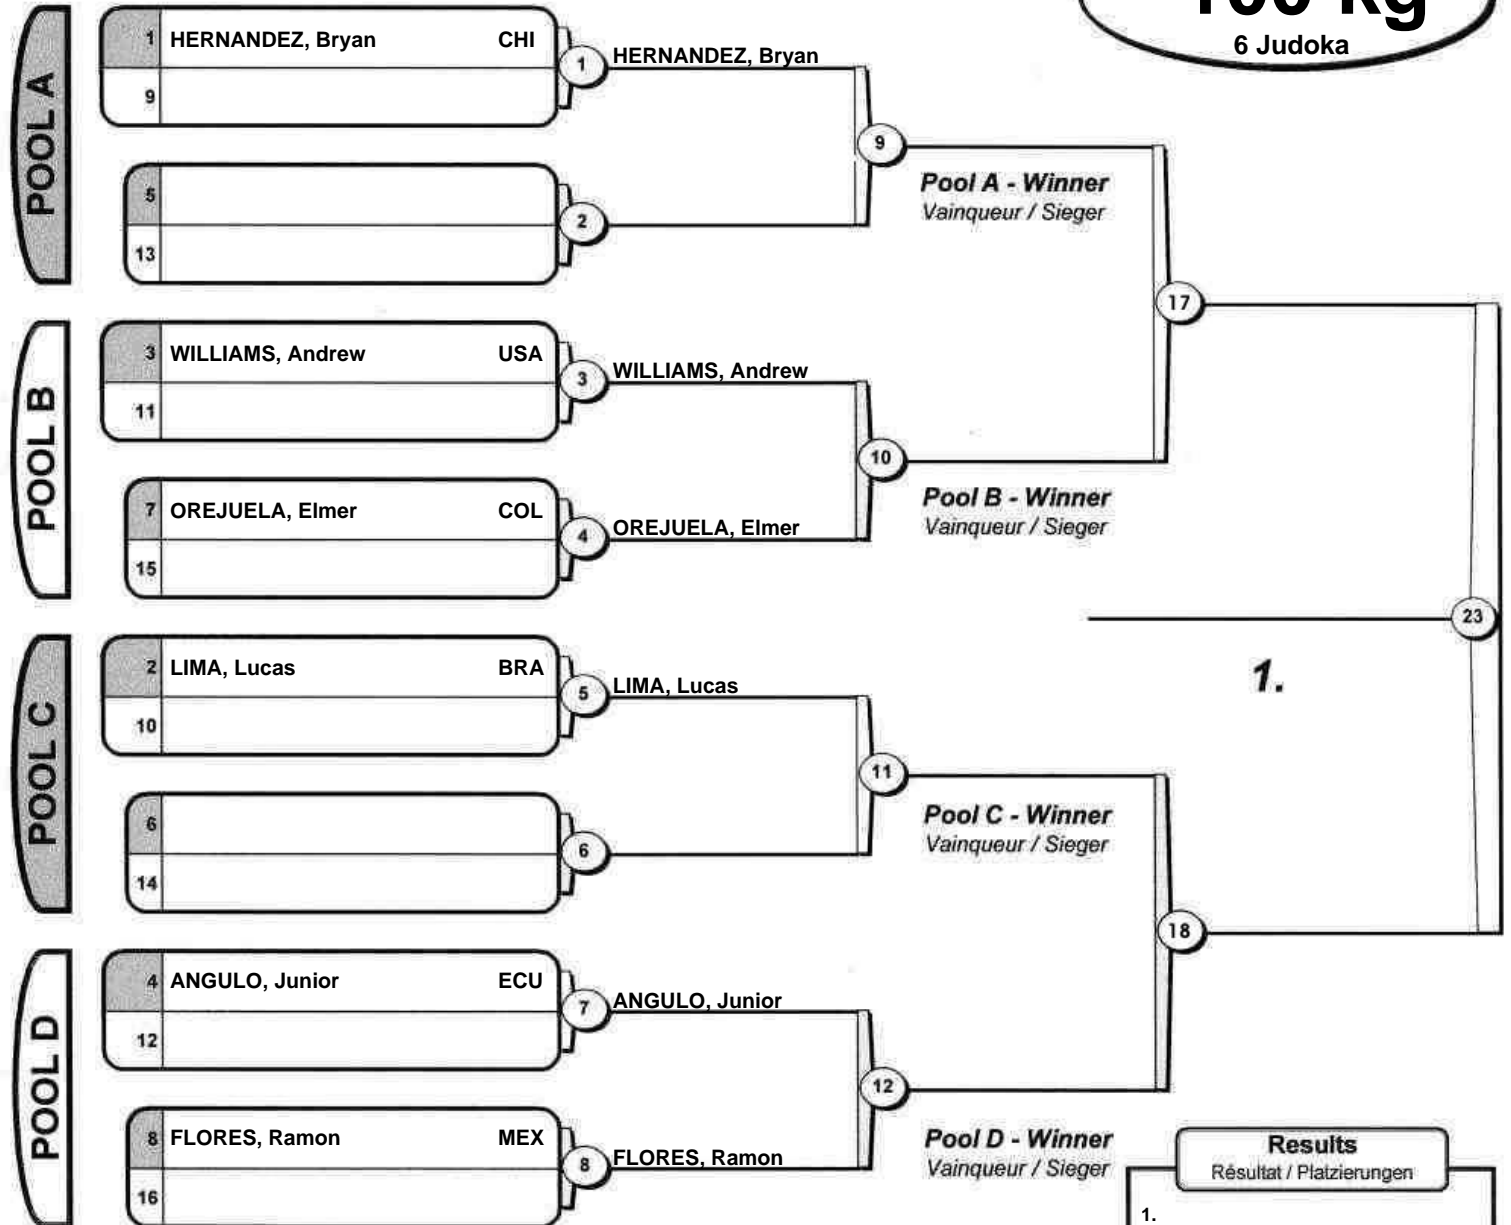 6 Judoka
POOL A
1 HERNANDEZ, Bryan CHI
9
1
HERNANDEZ, Bryan
5
13
2
9
Pool A - Winner
Vainqueur / Sieger
POOL B
3 WILLIAMS, Andrew USA
11
3
WILLIAMS, Andrew
7 OREJUELA, Elmer COL
15
4
OREJUELA, Elmer
10
Pool B - Winner
Vainqueur / Sieger
17
POOL C
2 LIMA, Lucas BRA
10
5
LIMA, Lucas
6
14
6
11
Pool C - Winner
Vainqueur / Sieger
POOL D
4 ANGULO, Junior ECU
12
7
ANGULO, Junior
8 FLORES, Ramon MEX
16
8
FLORES, Ramon
12
Pool D - Winner
Vainqueur / Sieger
18
23
1.
Results
Résultat / Platzierungen
1.